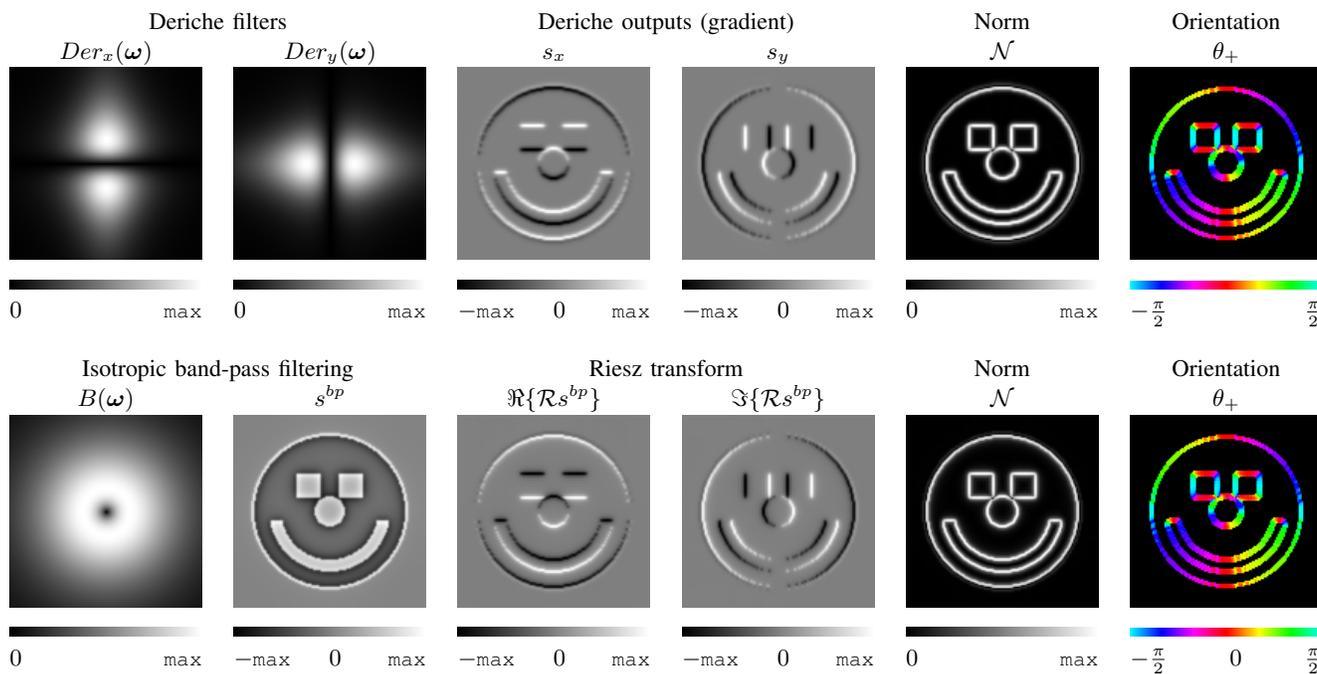 Deriche filters Deriche outputs (gradient) Norm Orientation
Der_x(ω) Der_y(ω) s_x s_y 𝒩 θ_+
0 max 0 max −max 0 max −max 0 max 0 max −π/2 π/2
Isotropic band-pass filtering Riesz transform Norm Orientation
B(ω) s^{bp} ℜ{ℛs^{bp}} ℑ{ℛs^{bp}} 𝒩 θ_+
0 max −max 0 max −max 0 max −max 0 max 0 max −π/2 0 π/2